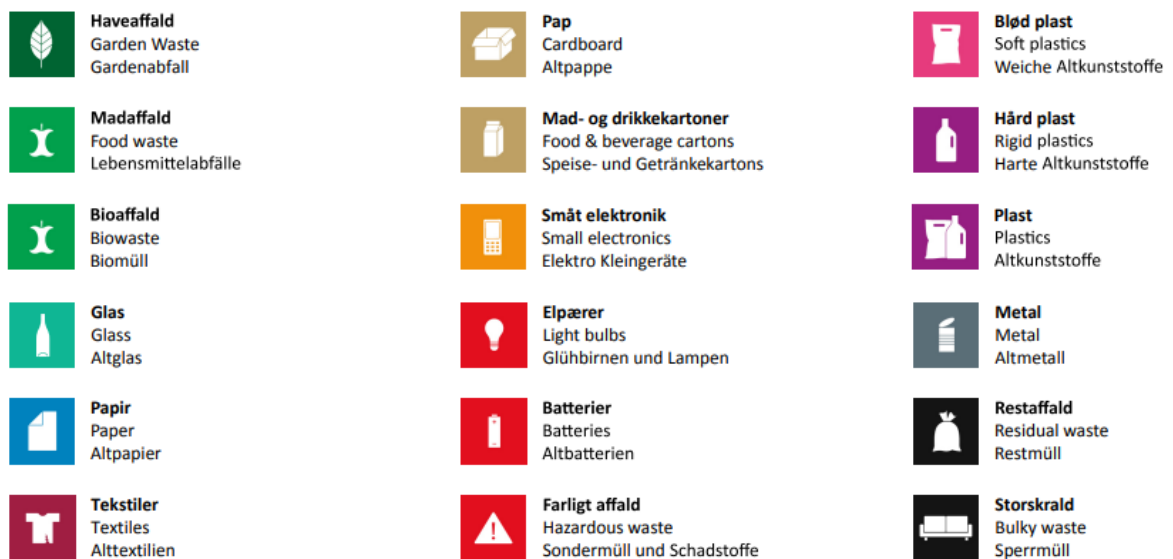 Haveaffald
Garden Waste
Gardenabfall
Madaffald
Food waste
Lebensmittelabfälle
Bioaffald
Biowaste
Biomüll
Glas
Glass
Altglas
Papir
Paper
Altpapier
Tekstiler
Textiles
Alttextilien
Pap
Cardboard
Altpappe
Mad- og drikkekartoner
Food & beverage cartons
Speise- und Getränkekartons
Småt elektronik
Small electronics
Elektro Kleingeräte
Elpærer
Light bulbs
Glühbirnen und Lampen
Batterier
Batteries
Altbatterien
Farligt affald
Hazardous waste
Sondermüll und Schadstoffe
Blød plast
Soft plastics
Weiche Altkunststoffe
Hård plast
Rigid plastics
Harte Altkunststoffe
Plast
Plastics
Altkunststoffe
Metal
Metal
Altmetall
Restaffald
Residual waste
Restmüll
Storskrald
Bulky waste
Sperrmüll